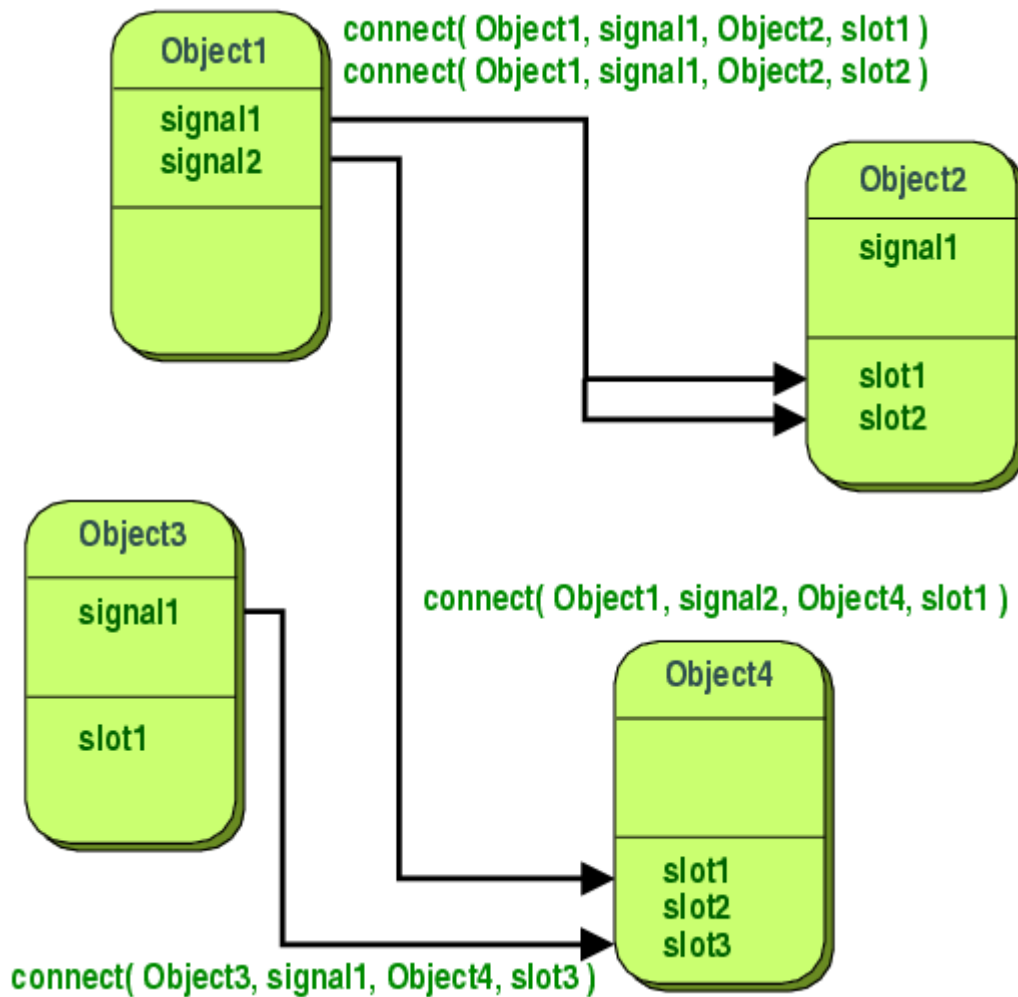 Object1
signal1
signal2
connect( Object1, signal1, Object2, slot1 )
connect( Object1, signal1, Object2, slot2 )
Object2
signal1
slot1
slot2
Object3
signal1
slot1
connect( Object1, signal2, Object4, slot1 )
Object4
slot1
slot2
slot3
connect( Object3, signal1, Object4, slot3 )